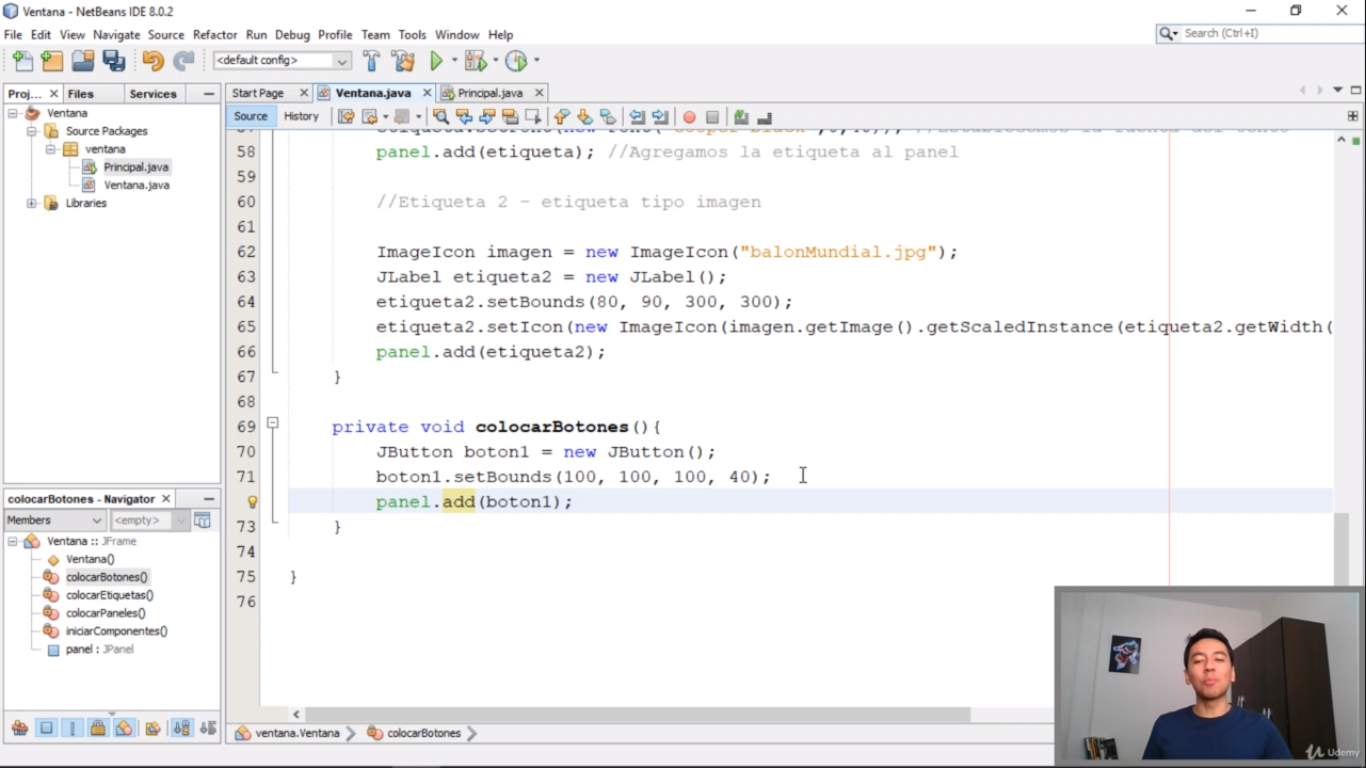 Ventana - NetBeans IDE 8.0.2
File Edit View Navigate Source Refactor Run Debug Profile Team Tools Window Help
Search (Ctrl+I)
<default config>
Proj... Files Services
Start Page Ventana.java Principal.java
Source History
Ventana
Source Packages
ventana
Principal.java
Ventana.java
Libraries
58 panel.add(etiqueta); //Agregamos la etiqueta al panel
59
60 //Etiqueta 2 - etiqueta tipo imagen
61
62 ImageIcon imagen = new ImageIcon("balonMundial.jpg");
63 JLabel etiqueta2 = new JLabel();
64 etiqueta2.setBounds(80, 90, 300, 300);
65 etiqueta2.setIcon(new ImageIcon(imagen.getImage().getScaledInstance(etiqueta2.getWidth(
66 panel.add(etiqueta2);
67 }
68
69 private void colocarBotones(){
70 JButton boton1 = new JButton();
71 boton1.setBounds(100, 100, 100, 40);
panel.add(boton1);
73 }
74
75 }
76
colocarBotones - Navigator
Members <empty>
Ventana :: JFrame
Ventana()
colocarBotones()
colocarEtiquetas()
colocarPaneles()
iniciarComponentes()
panel : JPanel
ventana.Ventana colocarBotones
Udemy